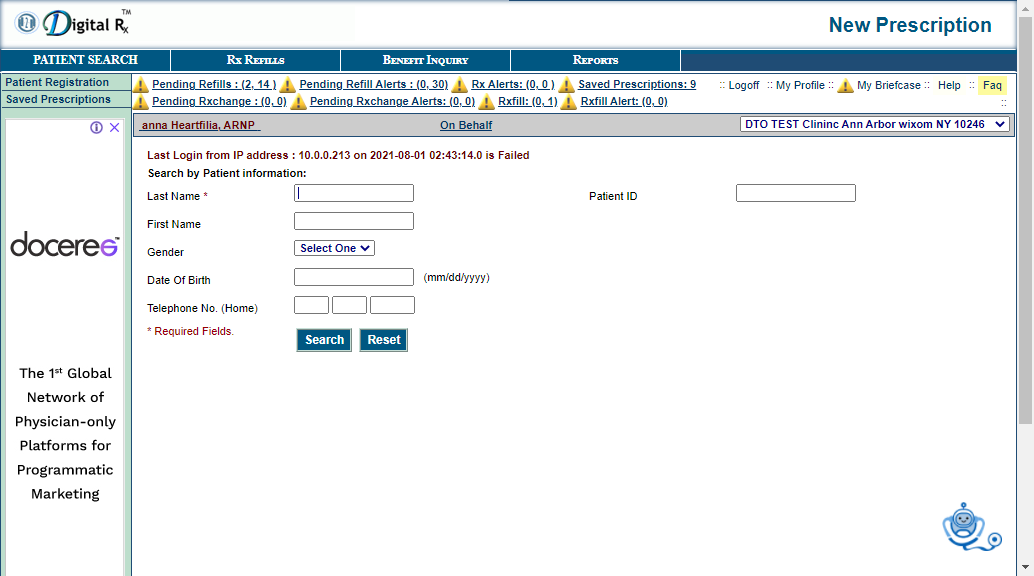 Digital Rx TM
New Prescription
PATIENT SEARCH RX REFILLS BENEFIT INQUIRY REPORTS
Patient Registration
Saved Prescriptions
Pending Refills : (2, 14 ) Pending Refill Alerts : (0, 30) Rx Alerts: (0, 0 ) Saved Prescriptions: 9 :: Logoff :: My Profile :: My Briefcase :: Help :: Faq
Pending Rxchange : (0, 0) Pending Rxchange Alerts: (0, 0) Rxfill: (0, 1) Rxfill Alert: (0, 0) ::
anna Heartfilia, ARNP On Behalf DTO TEST Clininc Ann Arbor wixom NY 10246
Last Login from IP address : 10.0.0.213 on 2021-08-01 02:43:14.0 is Failed
Search by Patient information:
Last Name * Patient ID
First Name
Gender Select One
Date Of Birth (mm/dd/yyyy)
Telephone No. (Home)
* Required Fields.
Search Reset
doceree™
The 1st Global
Network of
Physician-only
Platforms for
Programmatic
Marketing